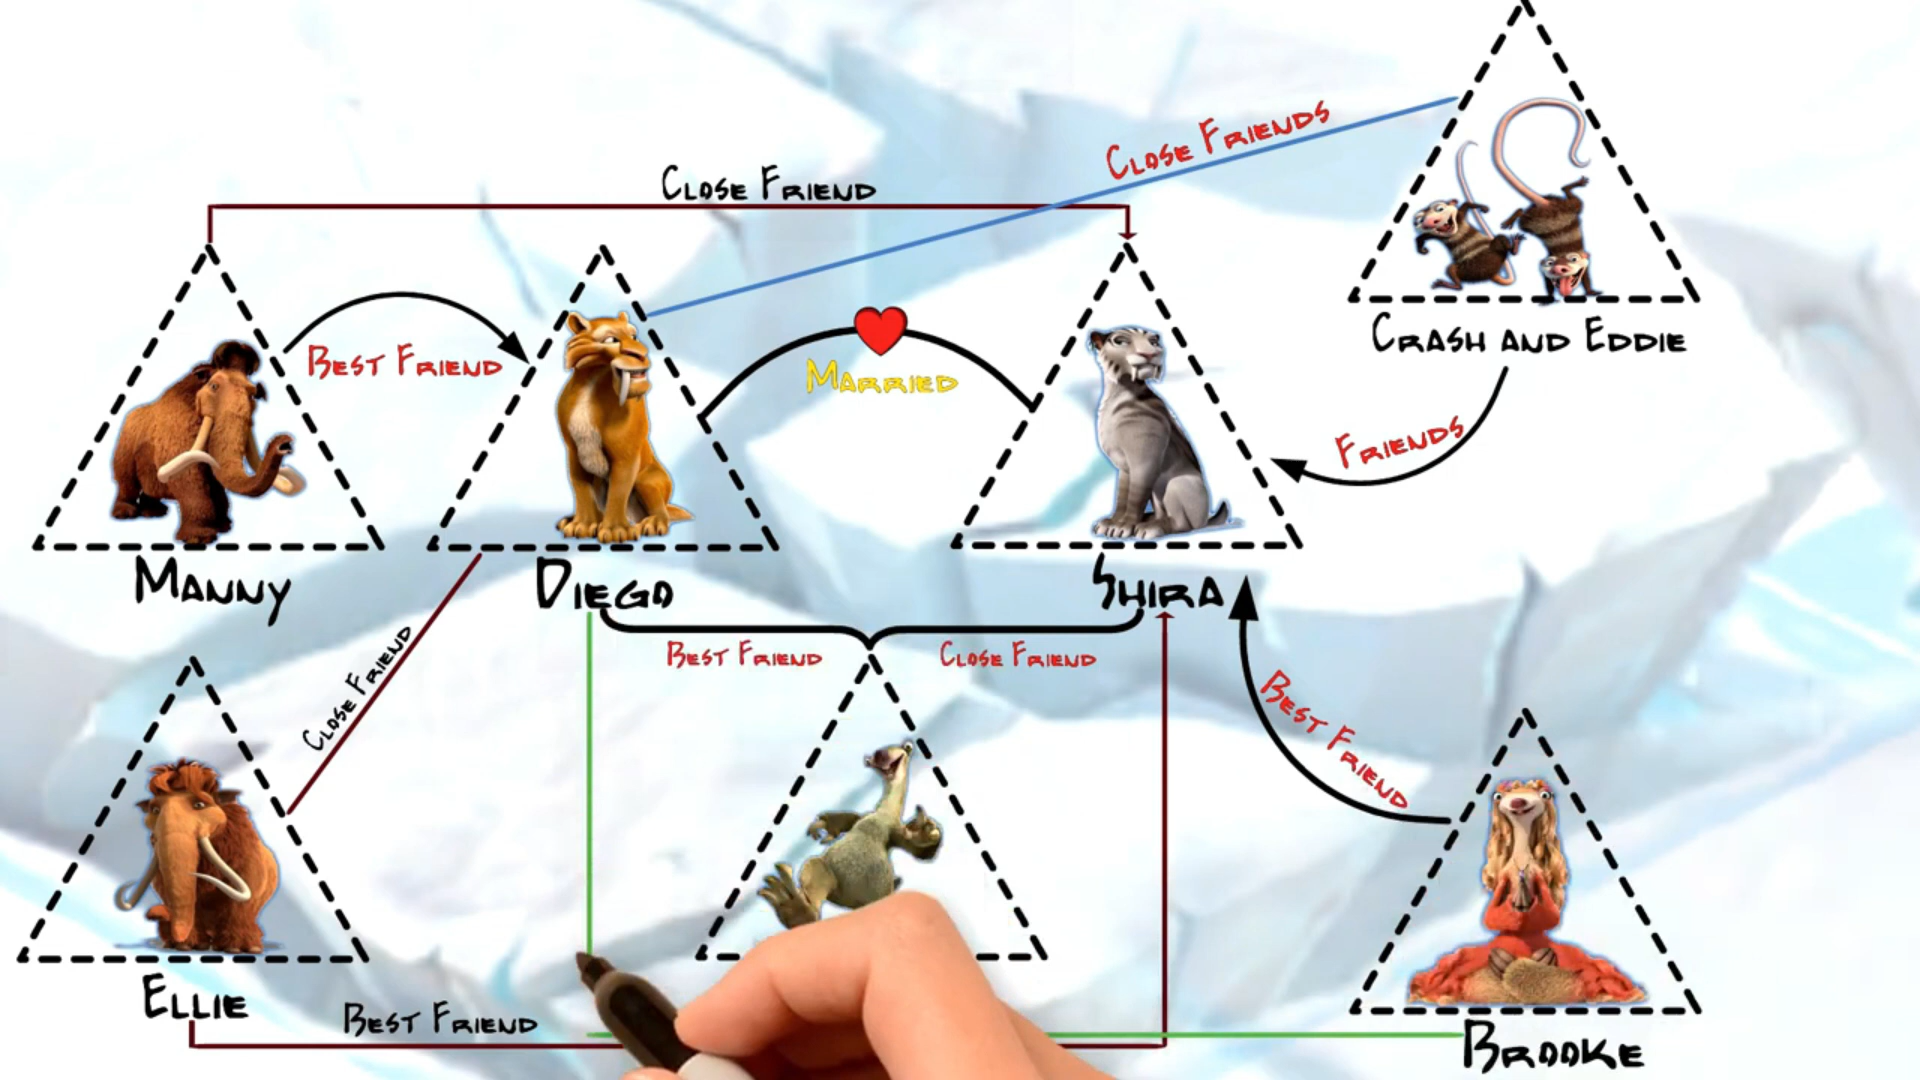 Close Friends
Close Friend
Crash and Eddie
Best Friend
Married
Friends
Manny
Diego
Shira
Best Friend
Close Friend
Close Friend
Best Friend
Ellie
Best Friend
Brooke